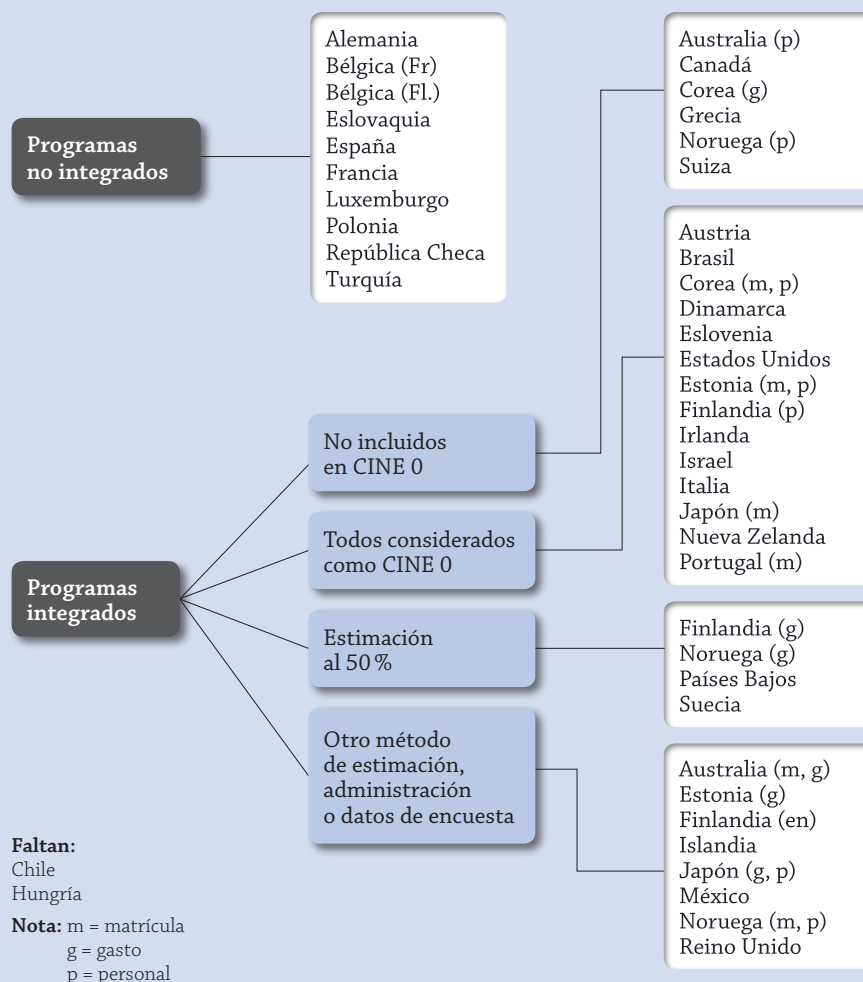 Programas
no integrados
Alemania
Bélgica (Fr)
Bélgica (Fl.)
Eslovaquia
España
Francia
Luxemburgo
Polonia
República Checa
Turquía
Programas
integrados
No incluidos
en CINE 0
Australia (p)
Canadá
Corea (g)
Grecia
Noruega (p)
Suiza
Todos considerados
como CINE 0
Austria
Brasil
Corea (m, p)
Dinamarca
Eslovenia
Estados Unidos
Estonia (m, p)
Finlandia (p)
Irlanda
Israel
Italia
Japón (m)
Nueva Zelanda
Portugal (m)
Estimación
al 50 %
Finlandia (g)
Noruega (g)
Países Bajos
Suecia
Otro método
de estimación,
administración
o datos de encuesta
Australia (m, g)
Estonia (g)
Finlandia (en)
Islandia
Japón (g, p)
México
Noruega (m, p)
Reino Unido
Faltan:
Chile
Hungría
Nota: m = matrícula
g = gasto
p = personal